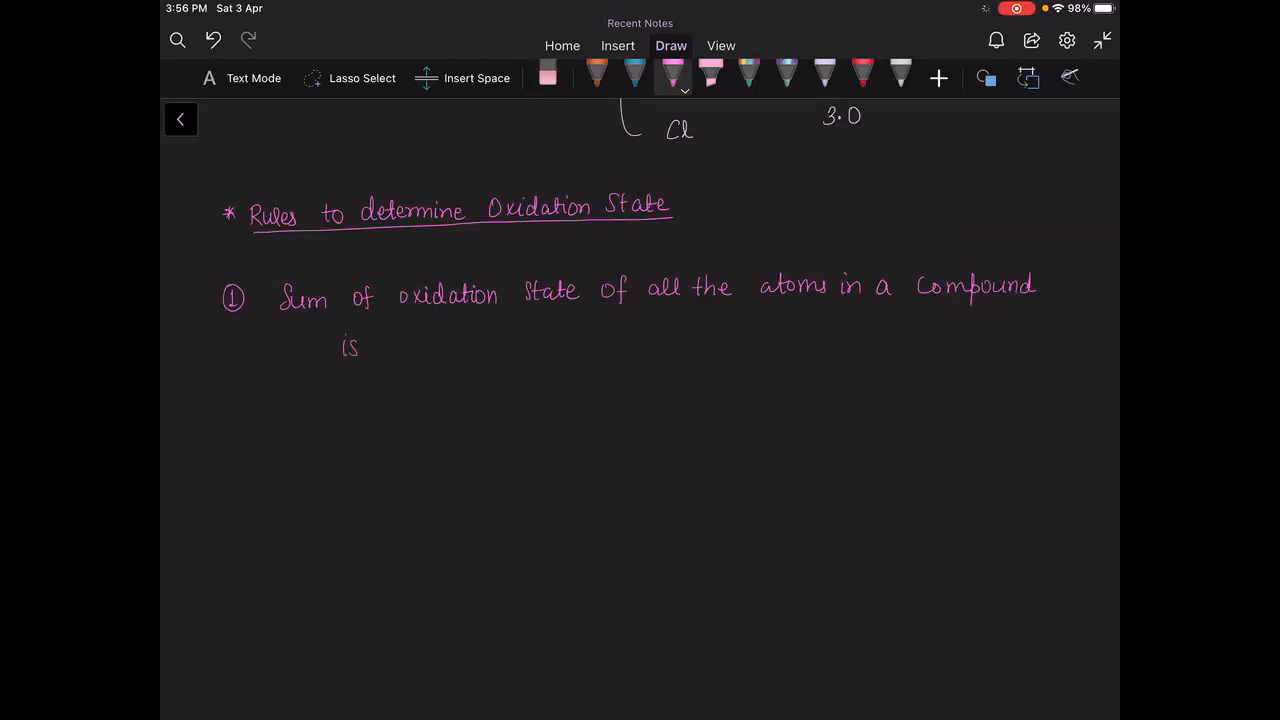 3:56 PM Sat 3 Apr
98%
Recent Notes
Home Insert Draw View
A Text Mode Lasso Select Insert Space
Cl 3.0
* Rules to determine Oxidation State
① Sum of oxidation State of all the atoms in a compound
is